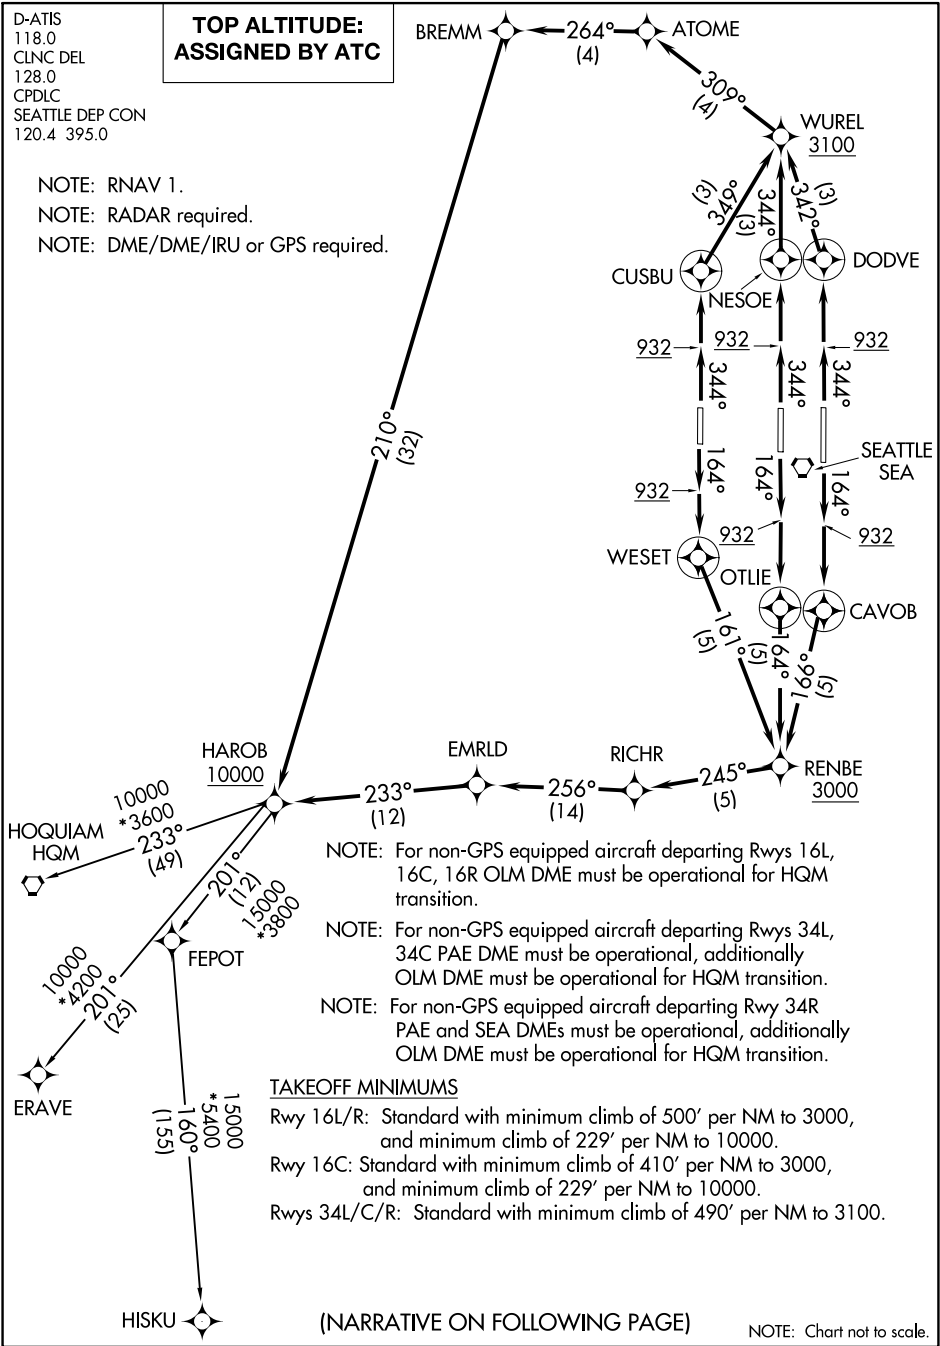 D-ATIS
118.0
CLNC DEL
128.0
CPDLC
SEATTLE DEP CON
120.4 395.0
TOP ALTITUDE:
ASSIGNED BY ATC
BREMM
264°
(4)
ATOME
309°
(4)
WUREL
3100
NOTE: RNAV 1.
NOTE: RADAR required.
NOTE: DME/DME/IRU or GPS required.
(3)
349°
(3)
344°
342°
(3)
CUSBU
NESOE
DODVE
932
932
932
344°
344°
344°
210°
(32)
SEATTLE
SEA
164°
164°
164°
932
932
932
WESET
OTLIE
CAVOB
161°
(5)
164°
(5)
166°
(5)
HAROB
10000
EMRLD
RICHR
RENBE
3000
233°
(12)
256°
(14)
245°
(5)
10000
*3600
233°
(49)
HOQUIAM
HQM
201°
(12)
15000
*3800
FEPOT
10000
*4200
201°
(25)
ERAVE
15000
*5400
160°
(155)
HISKU
NOTE: For non-GPS equipped aircraft departing Rwys 16L,
16C, 16R OLM DME must be operational for HQM
transition.
NOTE: For non-GPS equipped aircraft departing Rwys 34L,
34C PAE DME must be operational, additionally
OLM DME must be operational for HQM transition.
NOTE: For non-GPS equipped aircraft departing Rwy 34R
PAE and SEA DMEs must be operational, additionally
OLM DME must be operational for HQM transition.
TAKEOFF MINIMUMS
Rwy 16L/R: Standard with minimum climb of 500' per NM to 3000,
and minimum climb of 229' per NM to 10000.
Rwy 16C: Standard with minimum climb of 410' per NM to 3000,
and minimum climb of 229' per NM to 10000.
Rwys 34L/C/R: Standard with minimum climb of 490' per NM to 3100.
(NARRATIVE ON FOLLOWING PAGE)
NOTE: Chart not to scale.